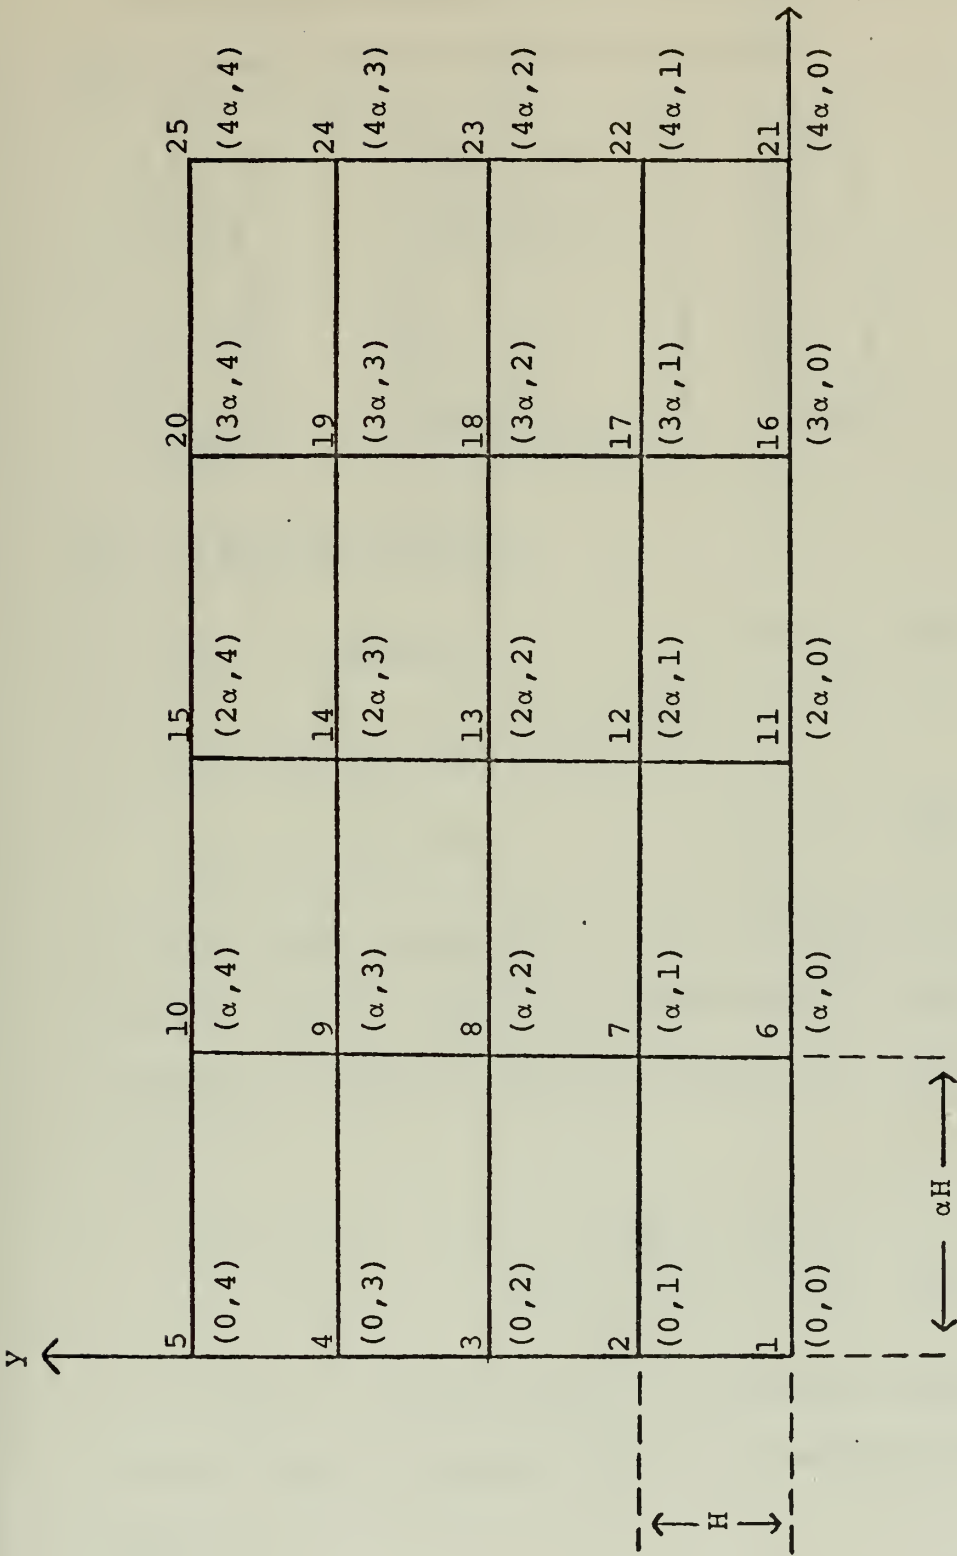 Y
5 10 15 20 25
(0,4) (α,4) (2α,4) (3α,4) (4α,4)
4 9 14 19 24
(0,3) (α,3) (2α,3) (3α,3) (4α,3)
3 8 13 18 23
(0,2) (α,2) (2α,2) (3α,2) (4α,2)
2 7 12 17 22
(0,1) (α,1) (2α,1) (3α,1) (4α,1)
H
1 6 11 16 21
(0,0) (α,0) (2α,0) (3α,0) (4α,0)
αH